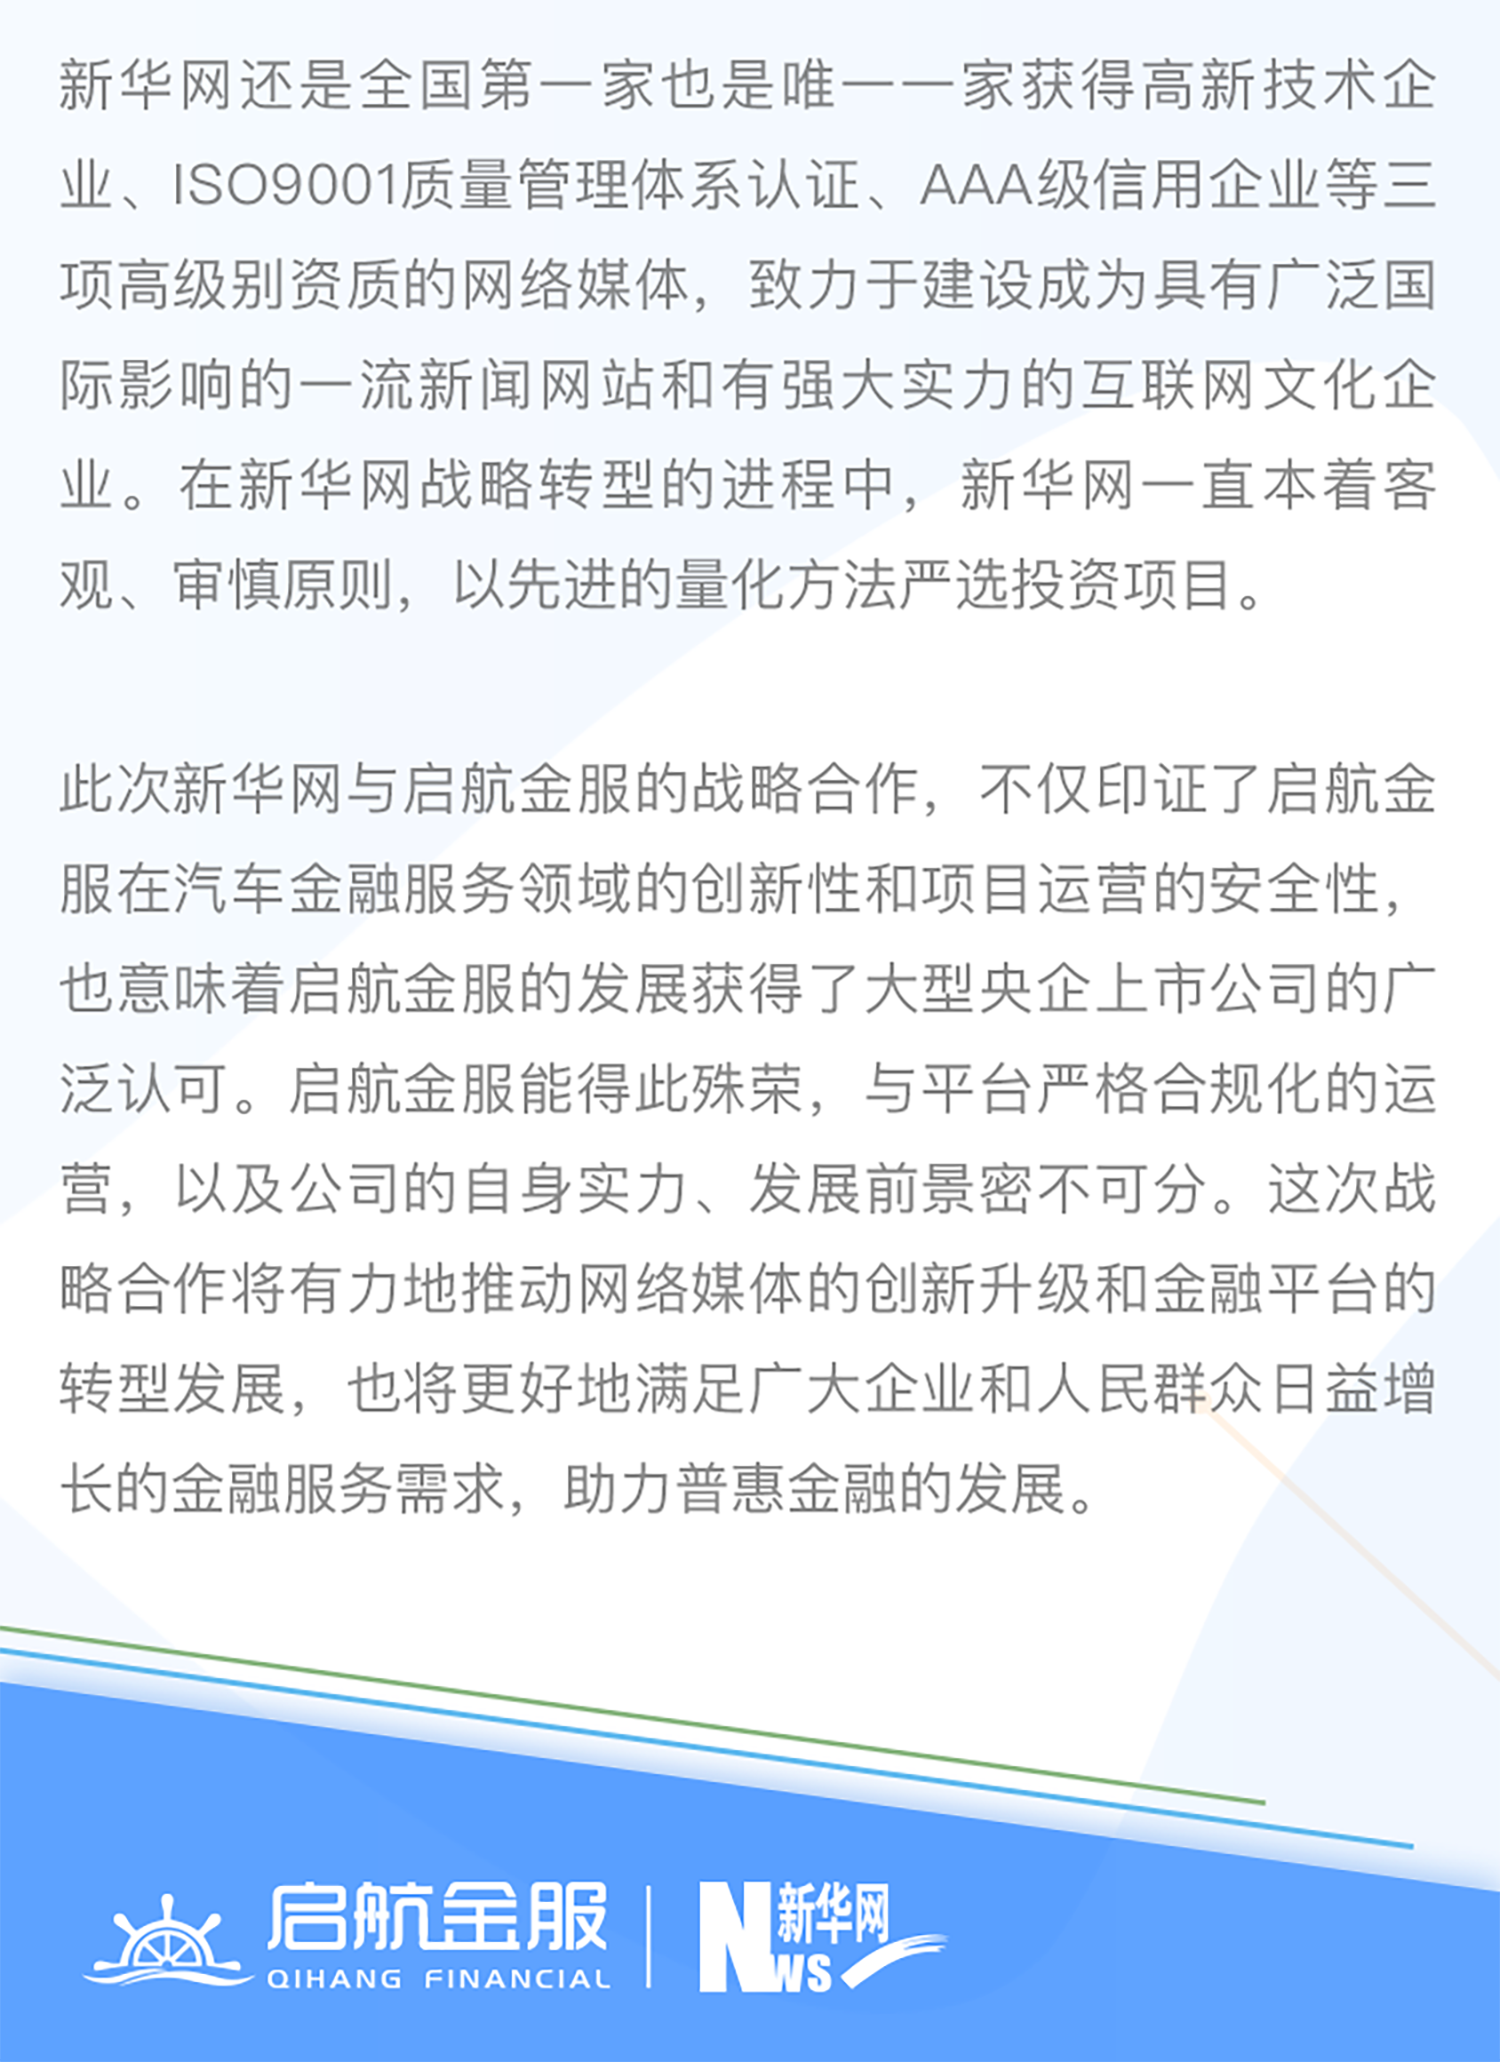 新华网还是全国第一家也是唯一一家获得高新技术企
业、ISO9001质量管理体系认证、AAA级信用企业等三
项高级别资质的网络媒体，致力于建设成为具有广泛国
际影响的一流新闻网站和有强大实力的互联网文化企
业。在新华网战略转型的进程中，新华网一直本着客
观、审慎原则，以先进的量化方法严选投资项目。
此次新华网与启航金服的战略合作，不仅印证了启航金
服在汽车金融服务领域的创新性和项目运营的安全性，
也意味着启航金服的发展获得了大型央企上市公司的广
泛认可。启航金服能得此殊荣，与平台严格合规化的运
营，以及公司的自身实力、发展前景密不可分。这次战
略合作将有力地推动网络媒体的创新升级和金融平台的
转型发展，也将更好地满足广大企业和人民群众日益增
长的金融服务需求，助力普惠金融的发展。
启航金服
QIHANG FINANCIAL
新华网
News